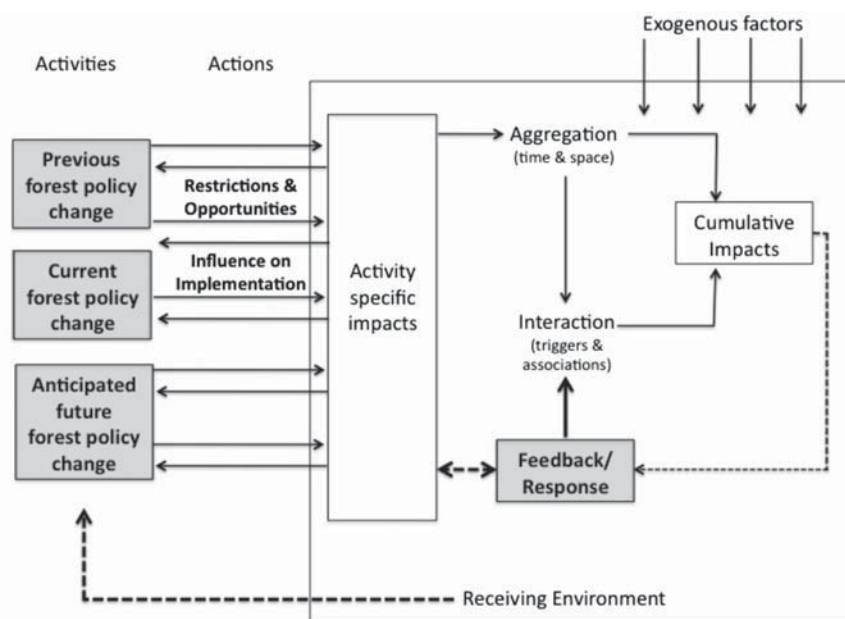 Exogenous factors
Activities
Actions
Previous
forest policy
change
Restrictions &
Opportunities
Influence on
Implementation
Current
forest policy
change
Anticipated
future
forest policy
change
Activity
specific
impacts
Aggregation
(time & space)
Cumulative
Impacts
Interaction
(triggers &
associations)
Feedback/
Response
Receiving Environment